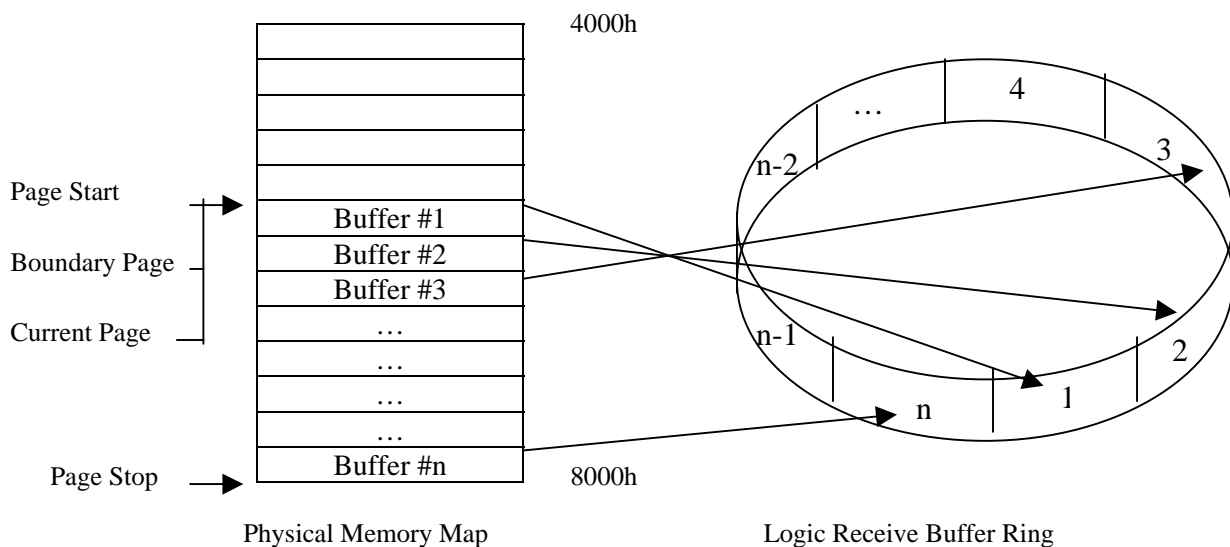 4000h
Page Start
Boundary Page
Current Page
Page Stop
Buffer #1
Buffer #2
Buffer #3
…
…
…
…
Buffer #n
8000h
4
…
3
n-2
n-1
2
n
1
Physical Memory Map
Logic Receive Buffer Ring